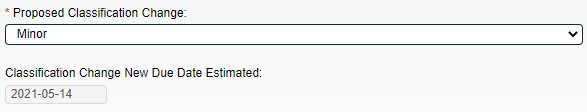 * Proposed Classification Change:
Minor
Classification Change New Due Date Estimated:
2021-05-14